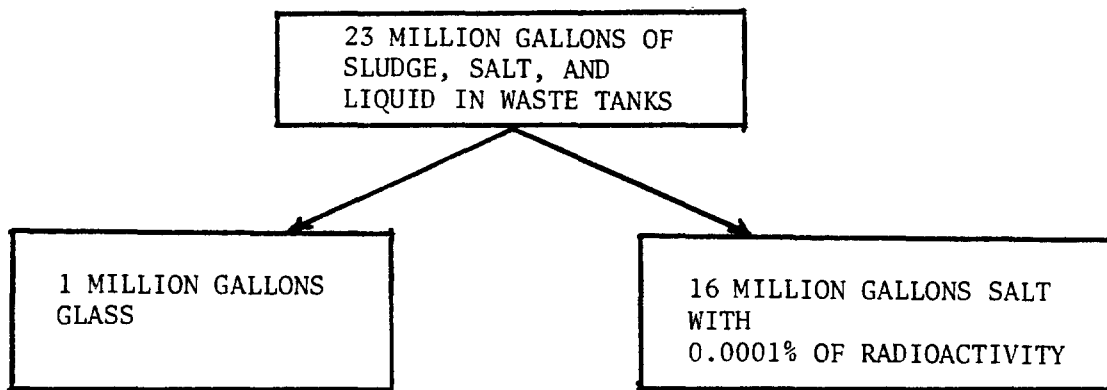 23 MILLION GALLONS OF
SLUDGE, SALT, AND
LIQUID IN WASTE TANKS
1 MILLION GALLONS
GLASS
16 MILLION GALLONS SALT
WITH
0.0001% OF RADIOACTIVITY